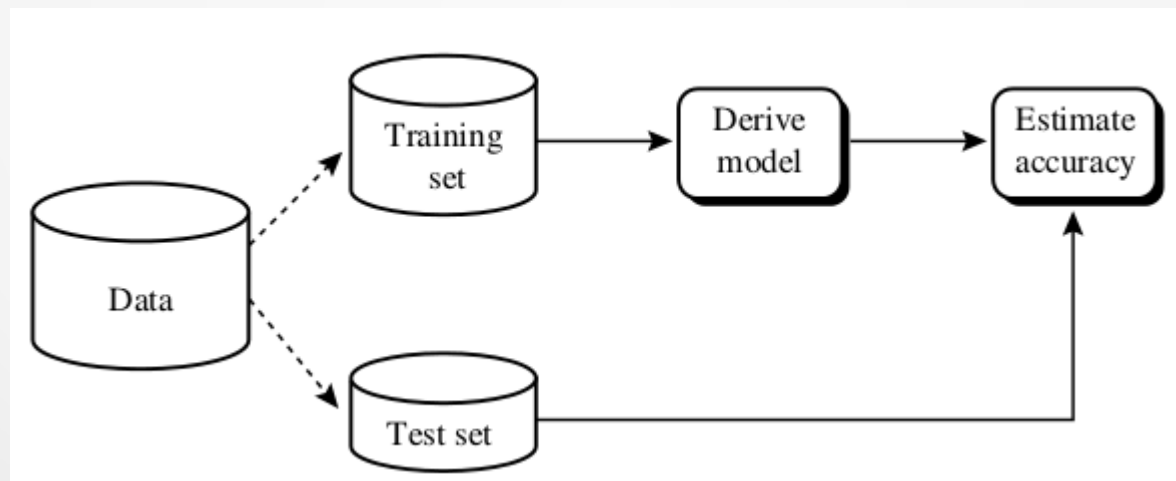 Training
set
Derive
model
Estimate
accuracy
Data
Test set